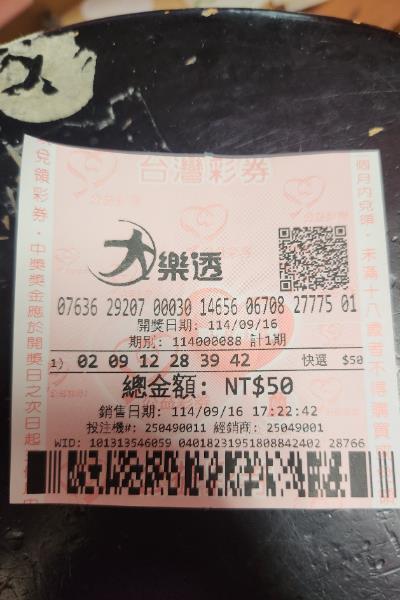 台灣彩券
大樂透
07636 29207 00030 14656 06708 27775 01
開獎日期: 114/09/16
期別: 114000088 計1期
1) 02 09 12 28 39 42 快選 $50
總金額: NT$50
銷售日期: 114/09/16 17:22:42
投注機#: 250490011 經銷商: 25049001
WID: 101313546059 04018231951808842402 28766
兌領彩券·中獎獎金應於開獎日之次日起
個月內兌領·未滿十八歲者不得購買